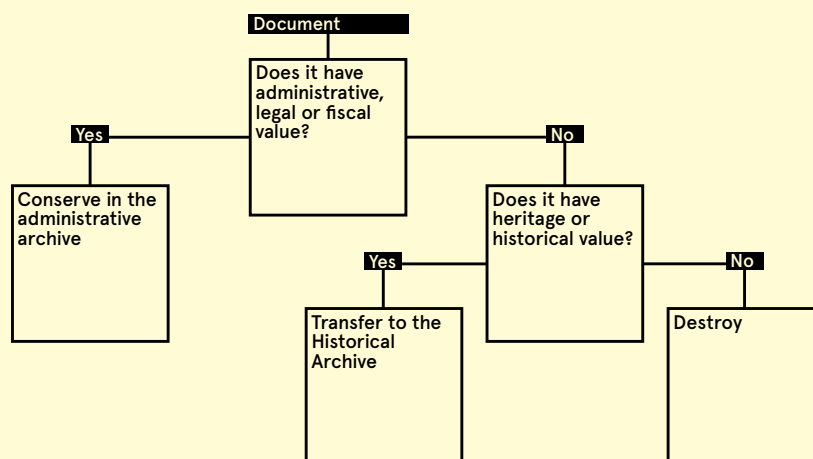 Document
Does it have
administrative,
legal or fiscal
value?
Yes
No
Conserve in the
administrative
archive
Does it have
heritage or
historical value?
Yes
No
Transfer to the
Historical
Archive
Destroy